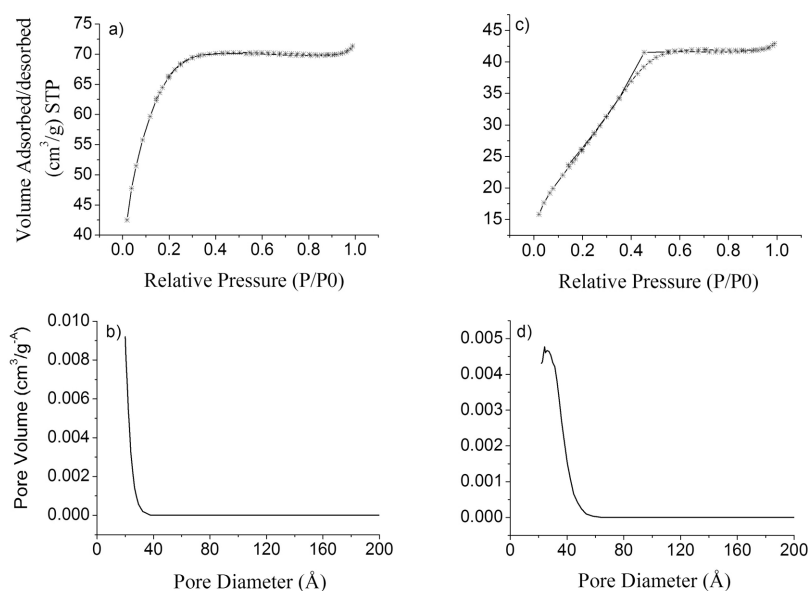 a)
Volume Adsorbed/desorbed
(cm³/g) STP
75
70
65
60
55
50
45
40
0.0 0.2 0.4 0.6 0.8 1.0
Relative Pressure (P/P0)
c)
45
40
35
30
25
20
15
0.0 0.2 0.4 0.6 0.8 1.0
Relative Pressure (P/P0)
b)
Pore Volume (cm³/g-A)
0.010
0.008
0.006
0.004
0.002
0.000
0 40 80 120 160 200
Pore Diameter (Å)
d)
0.005
0.004
0.003
0.002
0.001
0.000
0 40 80 120 160 200
Pore Diameter (Å)